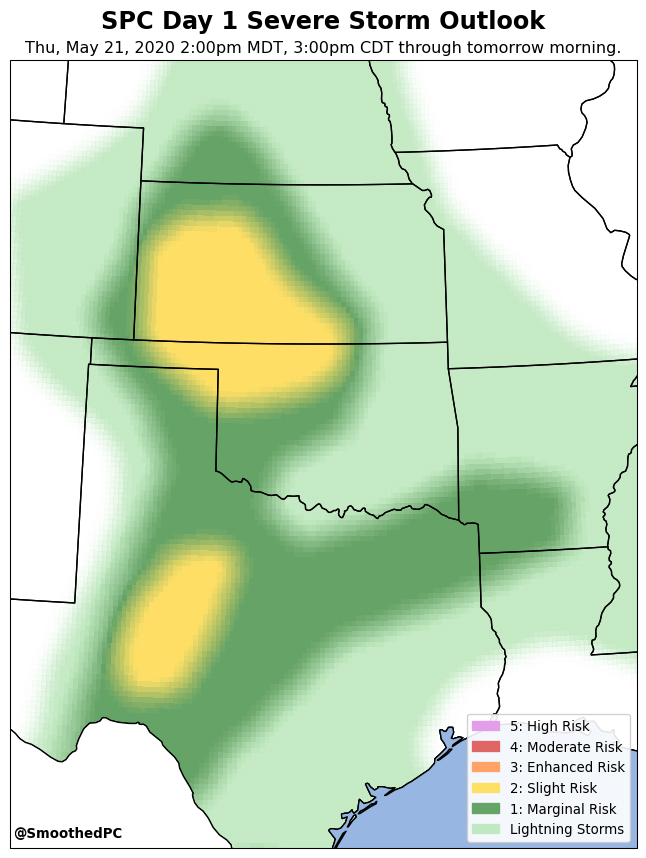 SPC Day 1 Severe Storm Outlook
Thu, May 21, 2020 2:00pm MDT, 3:00pm CDT through tomorrow morning.
5: High Risk
4: Moderate Risk
3: Enhanced Risk
2: Slight Risk
1: Marginal Risk
Lightning Storms
@SmoothedPC